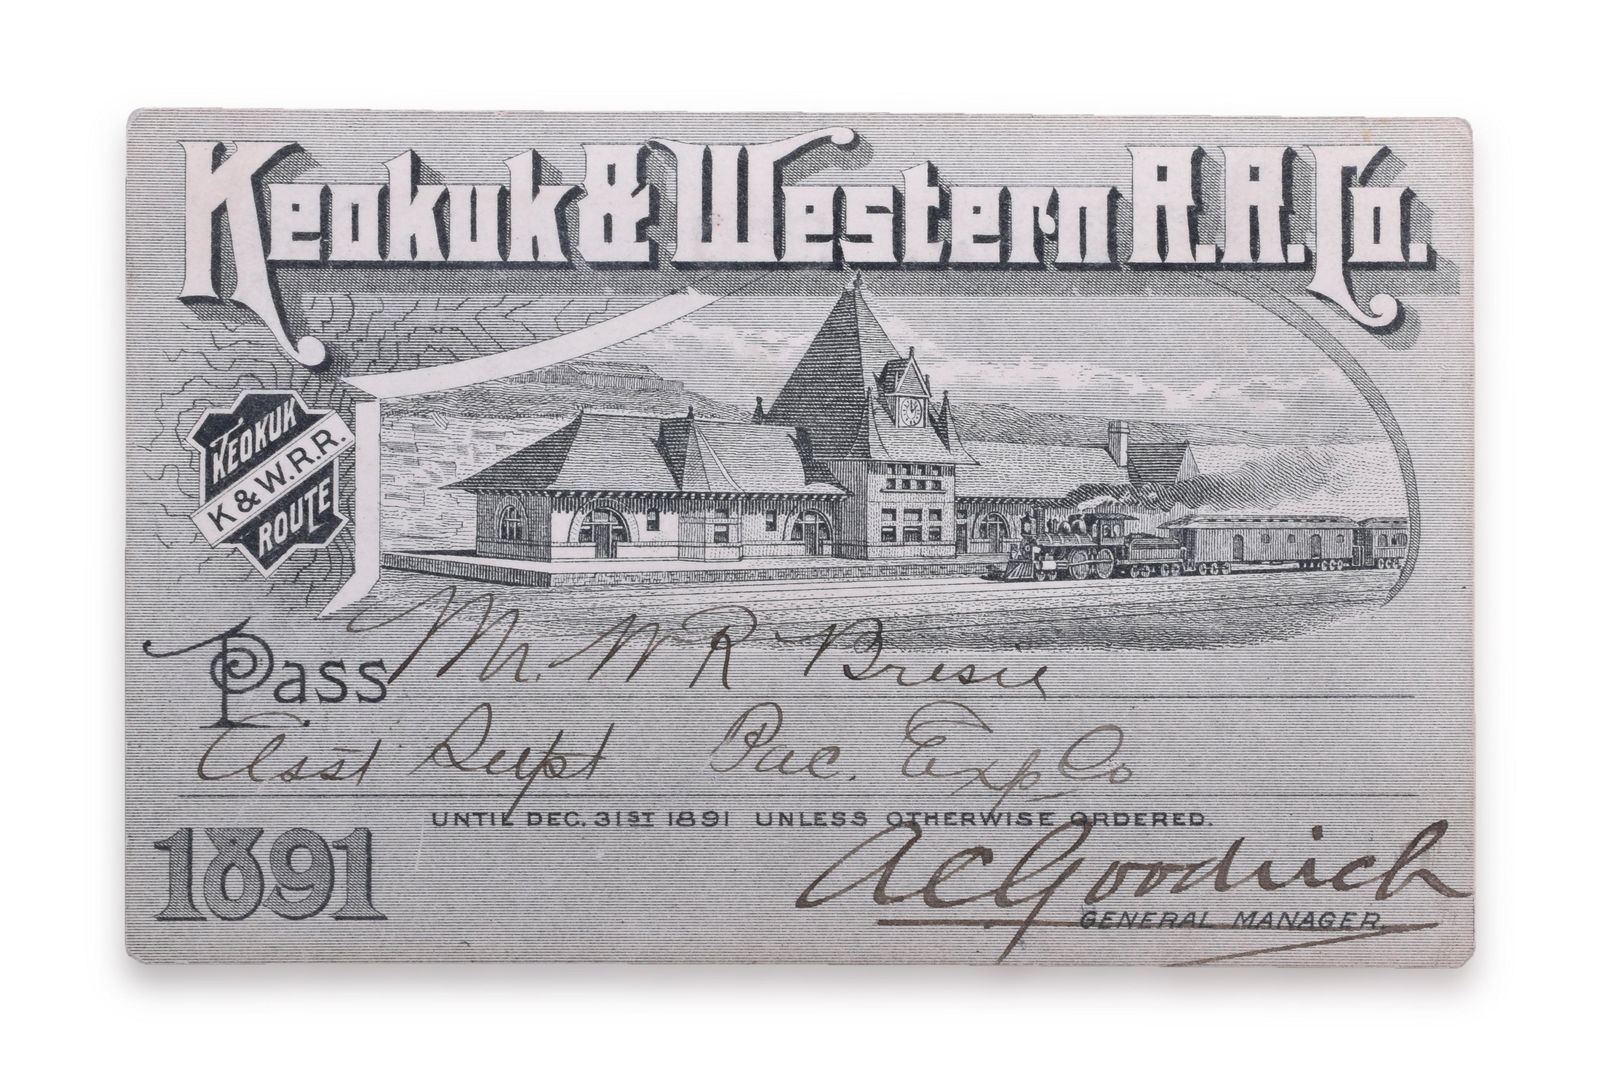 Keokuk & Western R.R. Co.
KEOKUK
K & W.R.R.
ROUTE
Pass Mr. W R Bresie
Asst Supt Pac. Exp Co
UNTIL DEC. 31ST 1891 UNLESS OTHERWISE ORDERED.
1891
A C Goodrich
GENERAL MANAGER.